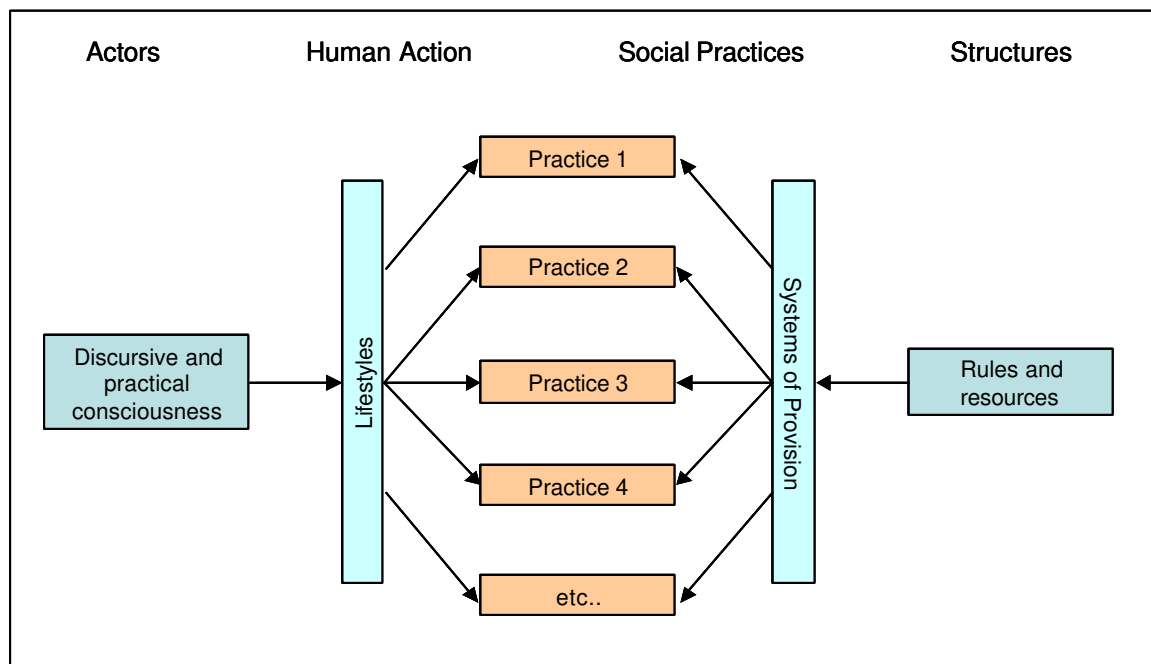 Actors Human Action Social Practices Structures
Practice 1
Practice 2
Discursive and
practical
consciousness
Lifestyles
Practice 3
Systems of Provision
Rules and
resources
Practice 4
etc..